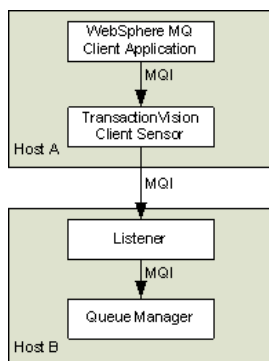 WebSphere MQ
Client Application
MQI
TransactionVision
Client Sensor
Host A
MQI
Listener
MQI
Queue Manager
Host B